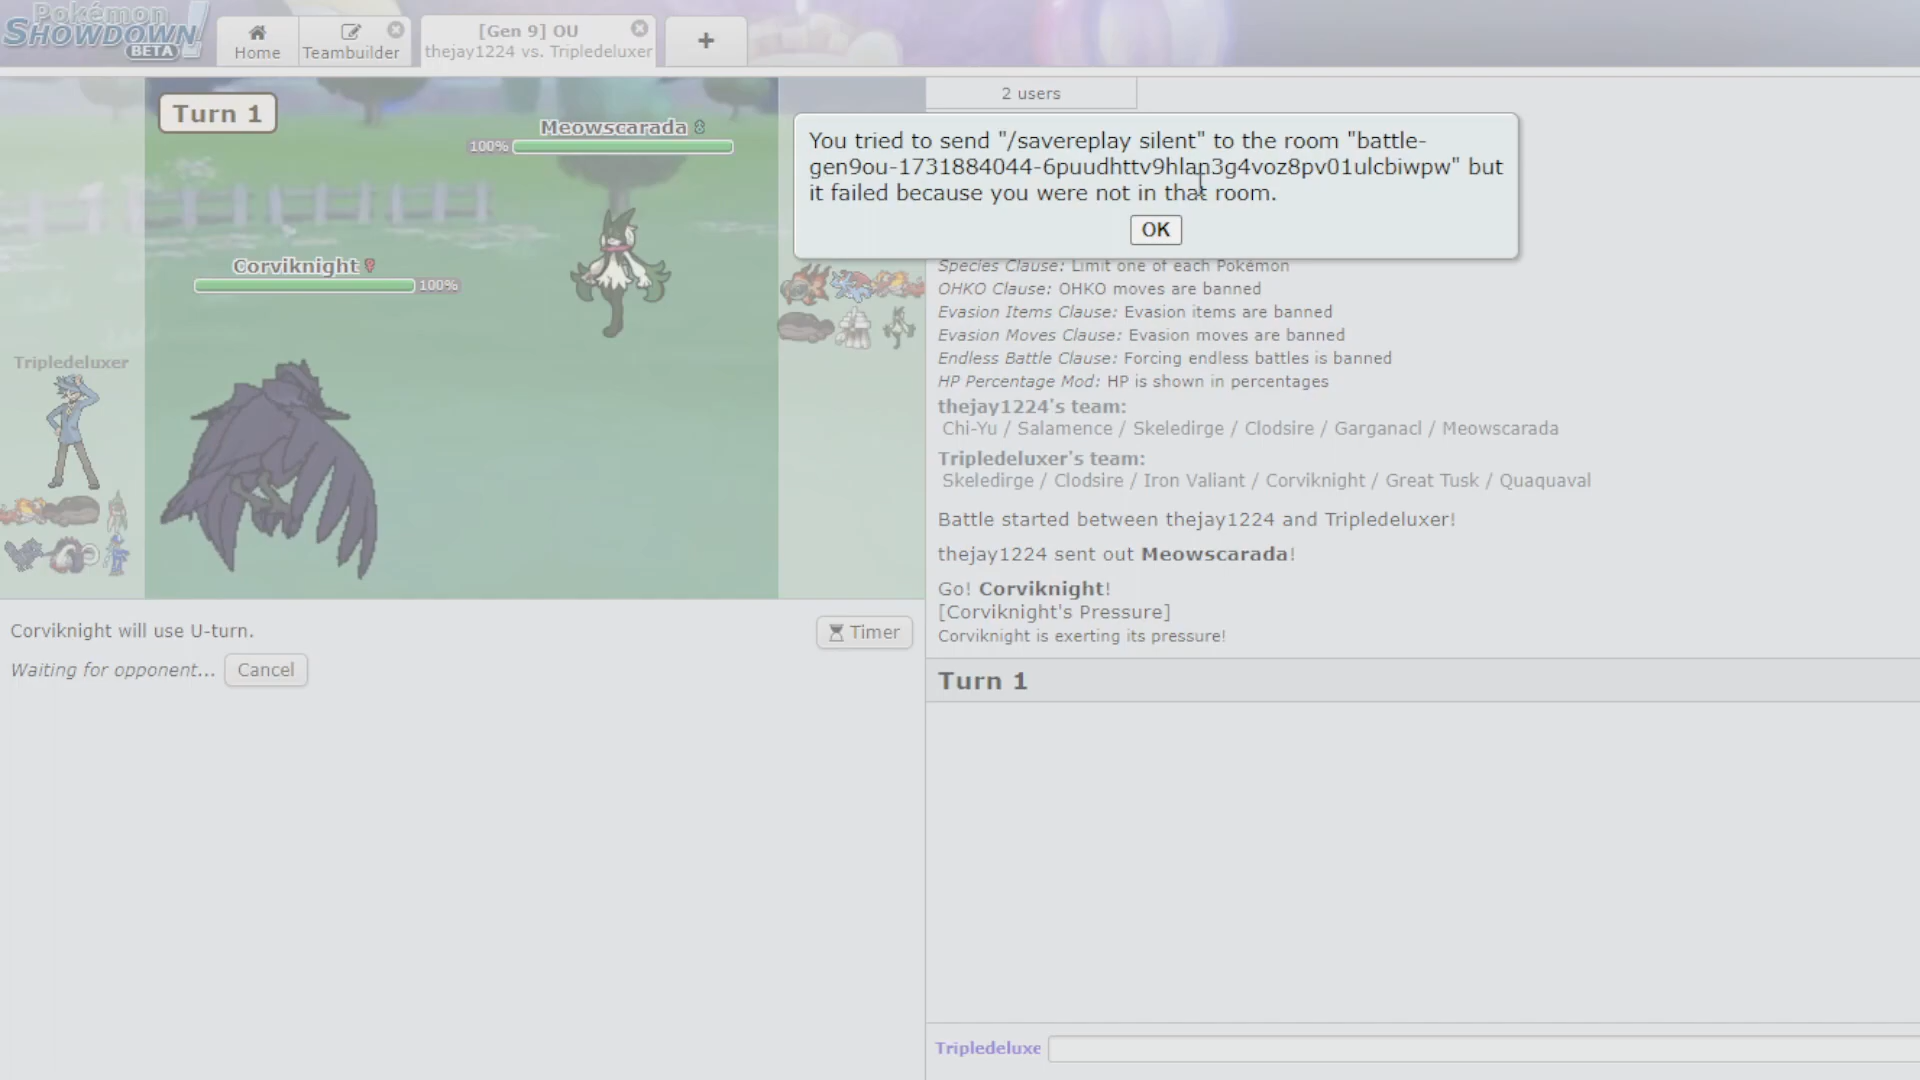 Pokémon
SHOWDOWN!
BETA
Home
Teambuilder
[Gen 9] OU
thejay1224 vs. Tripledeluxer
+
Turn 1
Meowscarada
100%
Corviknight
100%
Tripledeluxer
2 users
You tried to send "/savereplay silent" to the room "battle-
gen9ou-1731884044-6puudhttv9hlan3g4voz8pv01ulcbiwpw" but
it failed because you were not in that room.
OK
Species Clause: Limit one of each Pokémon
OHKO Clause: OHKO moves are banned
Evasion Items Clause: Evasion items are banned
Evasion Moves Clause: Evasion moves are banned
Endless Battle Clause: Forcing endless battles is banned
HP Percentage Mod: HP is shown in percentages
thejay1224's team:
Chi-Yu / Salamence / Skeledirge / Clodsire / Garganacl / Meowscarada
Tripledeluxer's team:
Skeledirge / Clodsire / Iron Valiant / Corviknight / Great Tusk / Quaquaval
Battle started between thejay1224 and Tripledeluxer!
thejay1224 sent out Meowscarada!
Go! Corviknight!
[Corviknight's Pressure]
Corviknight is exerting its pressure!
Turn 1
Corviknight will use U-turn.
Timer
Waiting for opponent... Cancel
Tripledeluxe